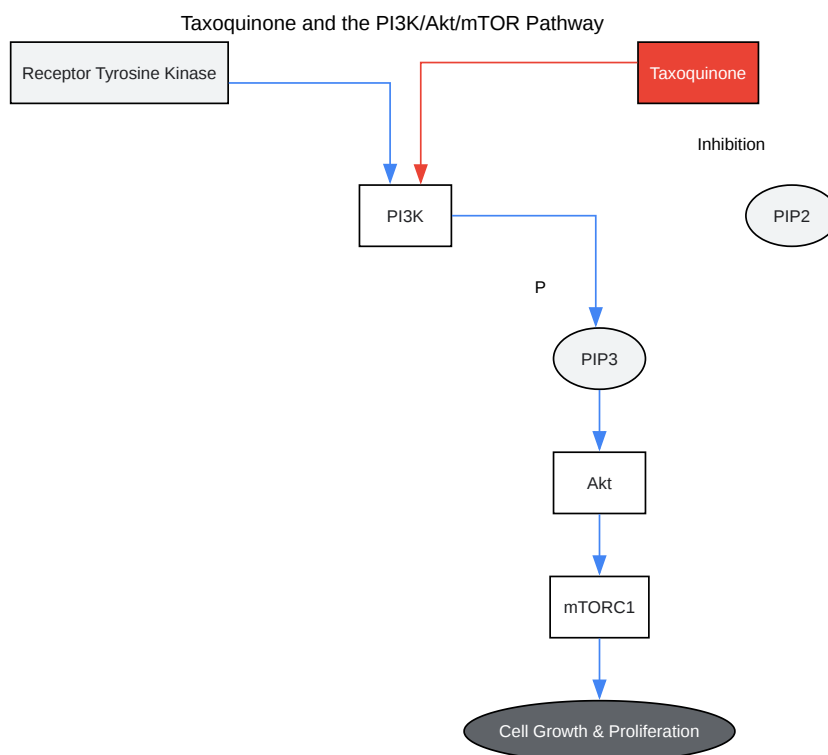 Taxoquinone and the PI3K/Akt/mTOR Pathway
Receptor Tyrosine Kinase
Taxoquinone
Inhibition
PI3K
PIP2
P
PIP3
Akt
mTORC1
Cell Growth & Proliferation